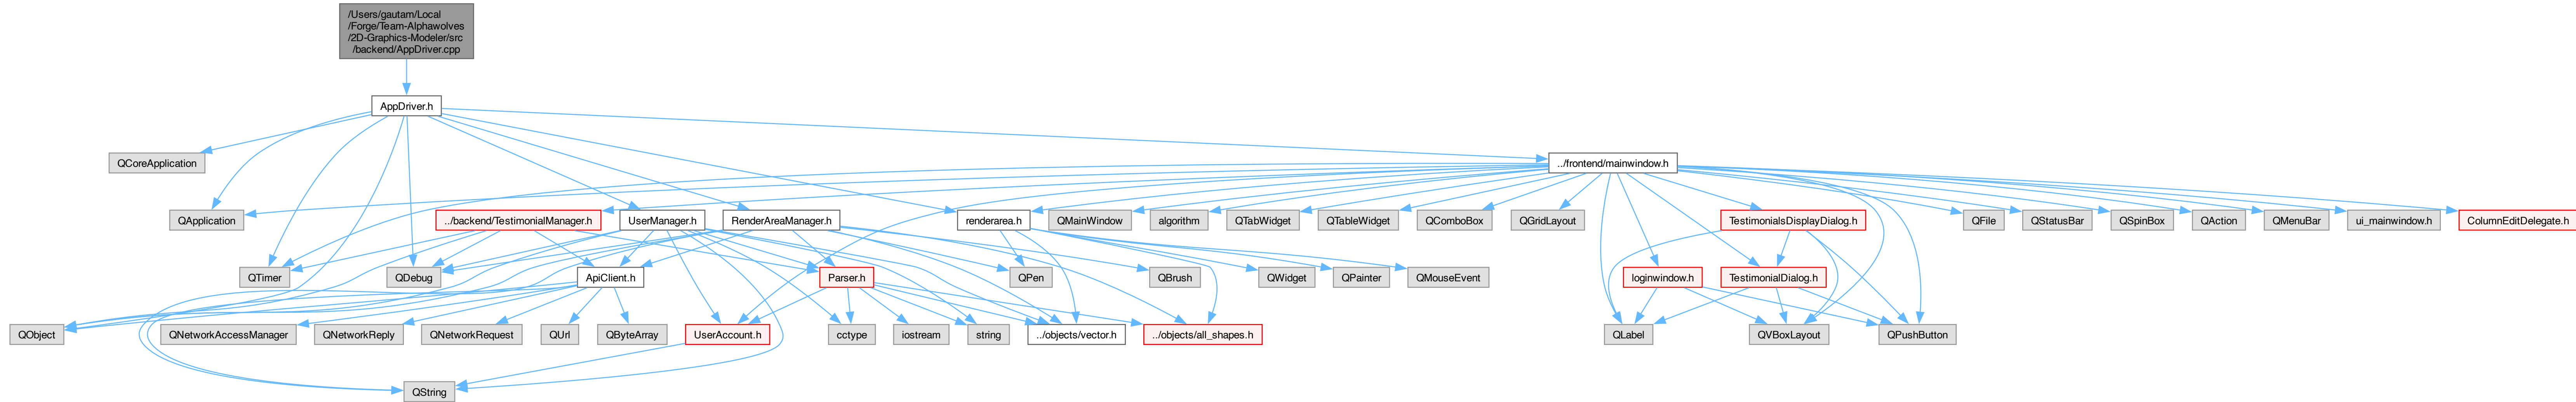 /Users/gautam/Local
/Forge/Team-Alphawolves
/2D-Graphics-Modeler/src
/backend/AppDriver.cpp
AppDriver.h
QCoreApplication
../frontend/mainwindow.h
QApplication
../backend/TestimonialManager.h
UserManager.h
RenderAreaManager.h
renderarea.h
QMainWindow
algorithm
QTabWidget
QTableWidget
QComboBox
QGridLayout
TestimonialsDisplayDialog.h
QFile
QStatusBar
QSpinBox
QAction
QMenuBar
ui_mainwindow.h
ColumnEditDelegate.h
QTimer
QDebug
ApiClient.h
Parser.h
QPen
QBrush
QWidget
QPainter
QMouseEvent
loginwindow.h
TestimonialDialog.h
QObject
QNetworkAccessManager
QNetworkReply
QNetworkRequest
QUrl
QByteArray
UserAccount.h
cctype
iostream
string
../objects/vector.h
../objects/all_shapes.h
QLabel
QVBoxLayout
QPushButton
QString